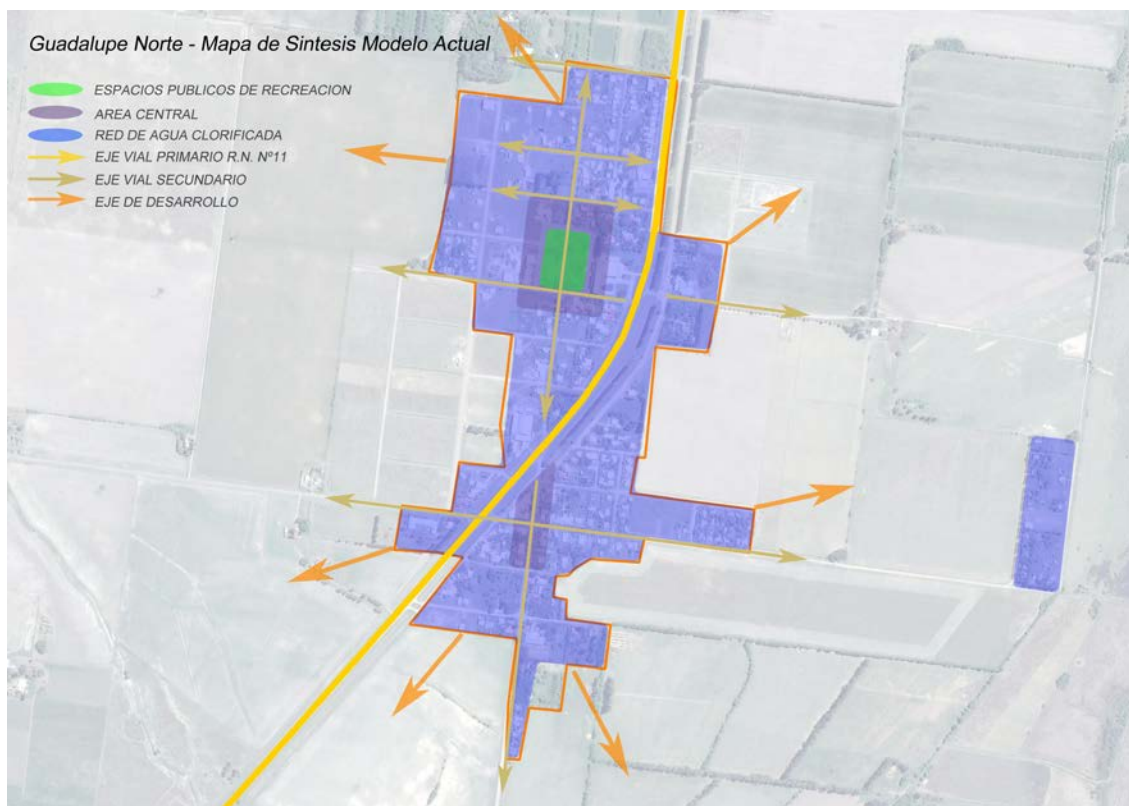 Guadalupe Norte - Mapa de Sintesis Modelo Actual
ESPACIOS PUBLICOS DE RECREACION
AREA CENTRAL
RED DE AGUA CLORIFICADA
EJE VIAL PRIMARIO R.N. Nº11
EJE VIAL SECUNDARIO
EJE DE DESARROLLO